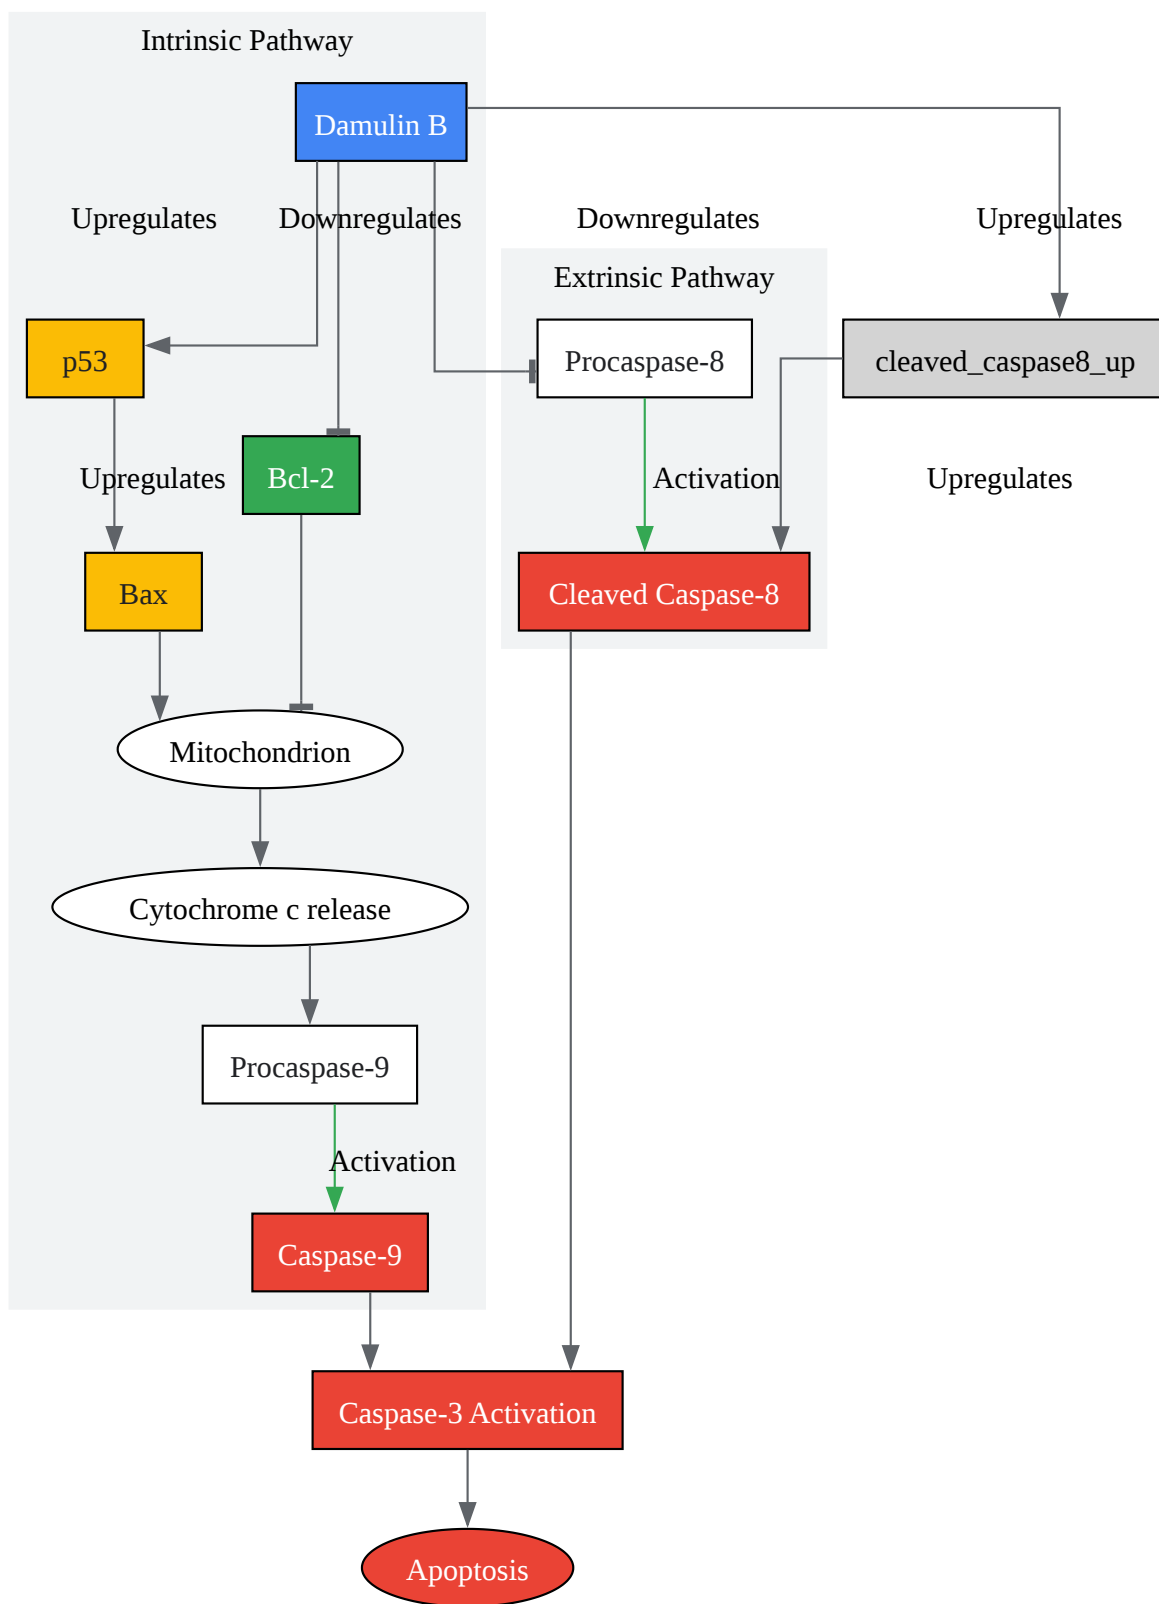 Intrinsic Pathway
Damulin B
Upregulates
Downregulates
Downregulates
Upregulates
Extrinsic Pathway
p53
Procaspase-8
cleaved_caspase8_up
Upregulates
Bcl-2
Activation
Upregulates
Bax
Cleaved Caspase-8
Mitochondrion
Cytochrome c release
Procaspase-9
Activation
Caspase-9
Caspase-3 Activation
Apoptosis